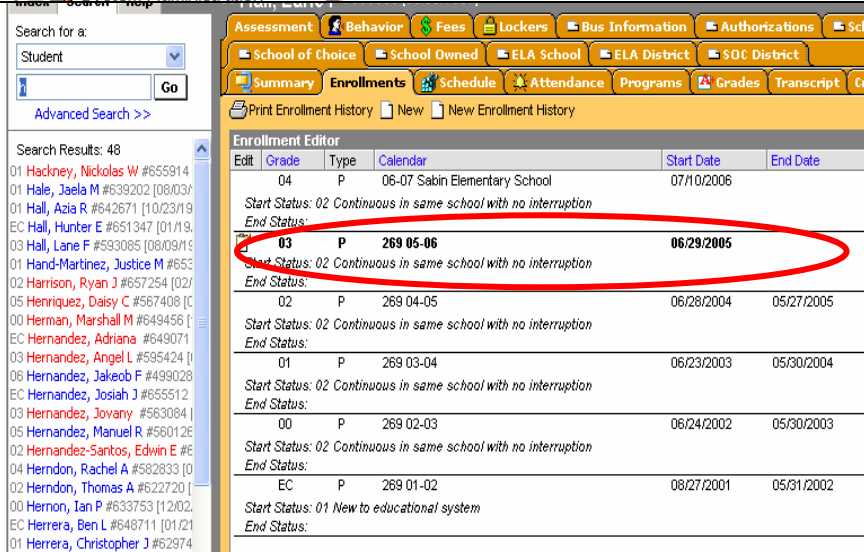 Index Search Help
Search for a:
Student
h Go
Advanced Search >>
Search Results: 48
01 Hackney, Nickolas W #655914
01 Hale, Jaela M #639202 [08/03/
01 Hall, Azia R #642671 [10/23/19
EC Hall, Hunter E #651347 [01/19.
03 Hall, Lane F #593085 [08/09/19
01 Hand-Martinez, Justice M #653
02 Harrison, Ryan J #657254 [02/
05 Henriquez, Daisy C #567408 [0
00 Herman, Marshall M #649456 [
EC Hernandez, Adriana #649071
03 Hernandez, Angel L #595424 [
06 Hernandez, Jakeob F #499028
EC Hernandez, Josiah J #655512
03 Hernandez, Jovany #563084 [
05 Hernandez, Manuel R #560126
02 Hernandez-Santos, Edwin E #6
04 Herndon, Rachel A #582833 [0
02 Herndon, Thomas A #622720 [
00 Hernon, Ian P #633753 [12/02.
EC Herrera, Ben L #648711 [01/21
01 Herrera, Christopher J #62974
Assessment Behavior Fees Lockers Bus Information Authorizations Sc
School of Choice School Owned ELA School ELA District SOC District
Summary Enrollments Schedule Attendance Programs Grades Transcript
Print Enrollment History New New Enrollment History
Enrollment Editor
Edit Grade Type Calendar Start Date End Date
04 P 06-07 Sabin Elementary School 07/10/2006
Start Status: 02 Continuous in same school with no interruption
End Status:
03 P 269 05-06 06/29/2005
Start Status: 02 Continuous in same school with no interruption
End Status:
02 P 269 04-05 06/28/2004 05/27/2005
Start Status: 02 Continuous in same school with no interruption
End Status:
01 P 269 03-04 06/23/2003 05/30/2004
Start Status: 02 Continuous in same school with no interruption
End Status:
00 P 269 02-03 06/24/2002 05/30/2003
Start Status: 02 Continuous in same school with no interruption
End Status:
EC P 269 01-02 08/27/2001 05/31/2002
Start Status: 01 New to educational system
End Status: